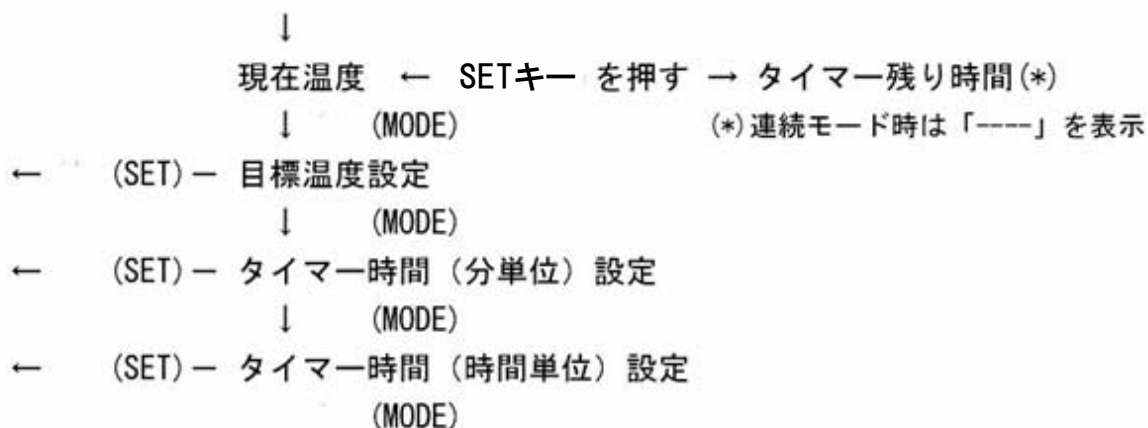 ↓
現在温度 ← SETキー を押す → タイマー残り時間(*)
↓ (MODE) (*)連続モード時は「----」を表示
← (SET)－ 目標温度設定
↓ (MODE)
← (SET)－ タイマー時間（分単位）設定
↓ (MODE)
← (SET)－ タイマー時間（時間単位）設定
(MODE)